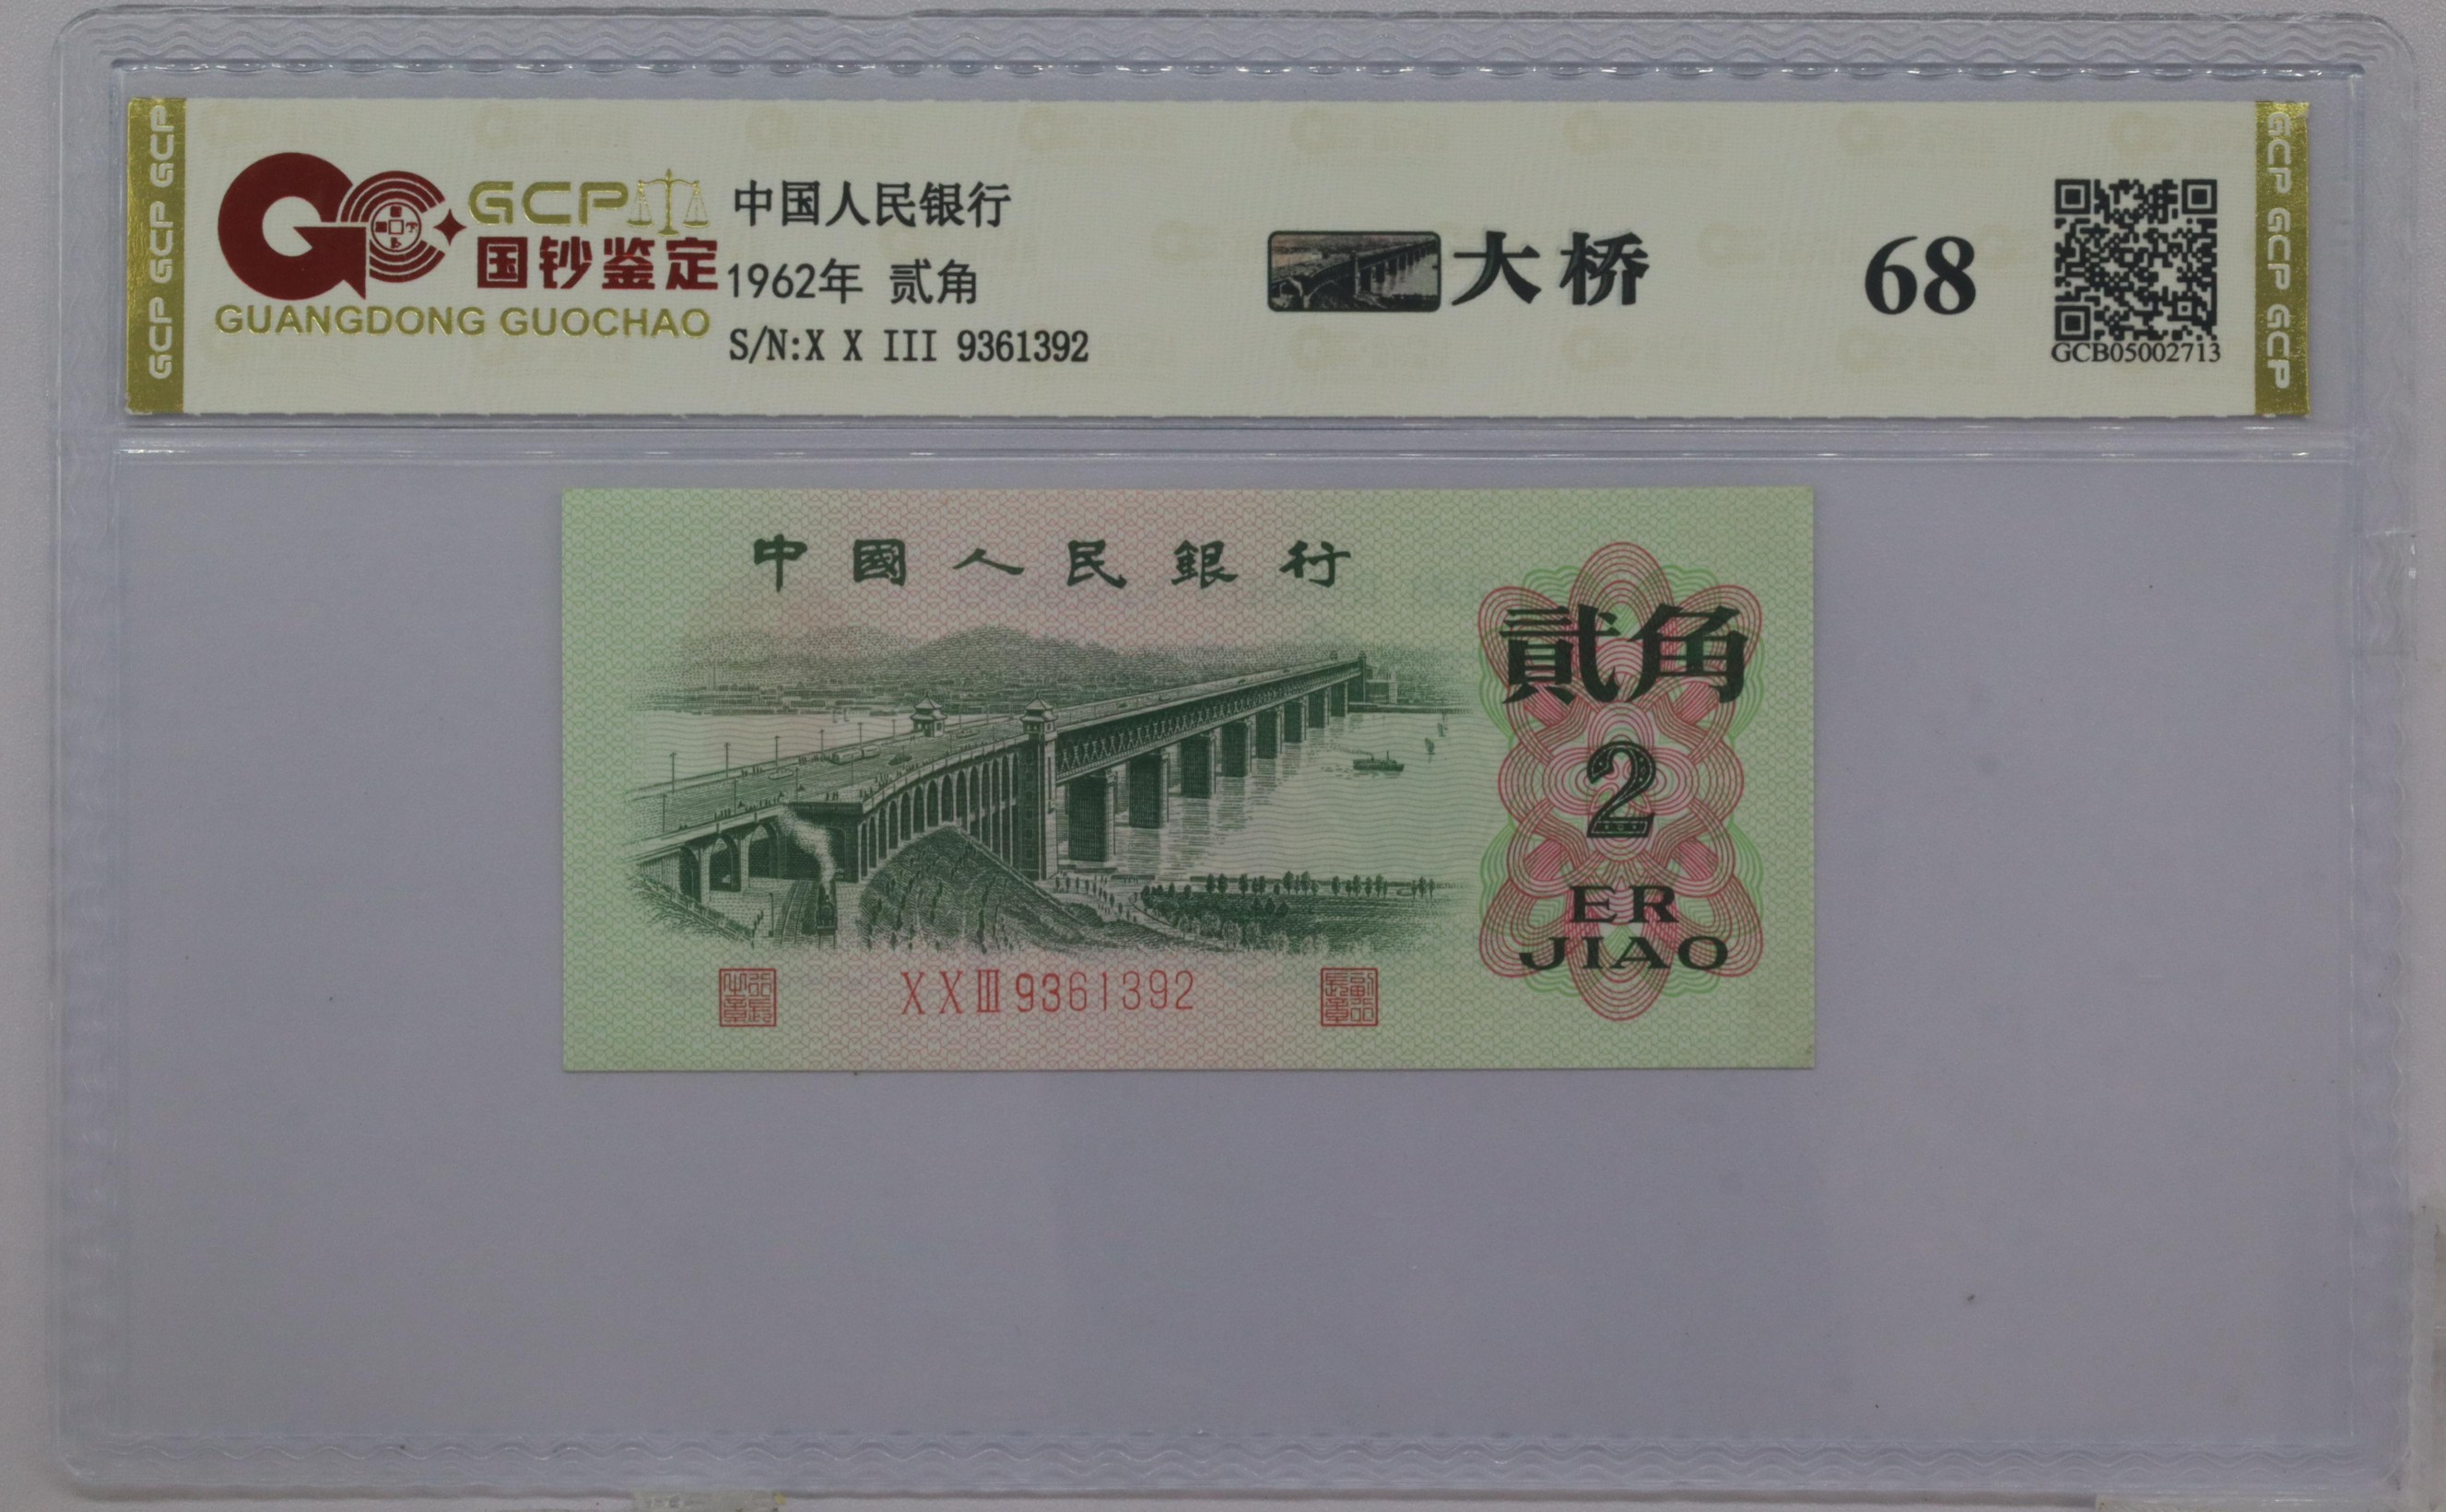 GCP GCP GCP
GCP
国钞鉴定
GUANGDONG GUOCHAO
中国人民银行
1962年 贰角
S/N:X X III 9361392
大桥
68
GCB05002713
GCP GCP GCP
中國人民銀行
貳角
2
ER
JIAO
XXIII9361392